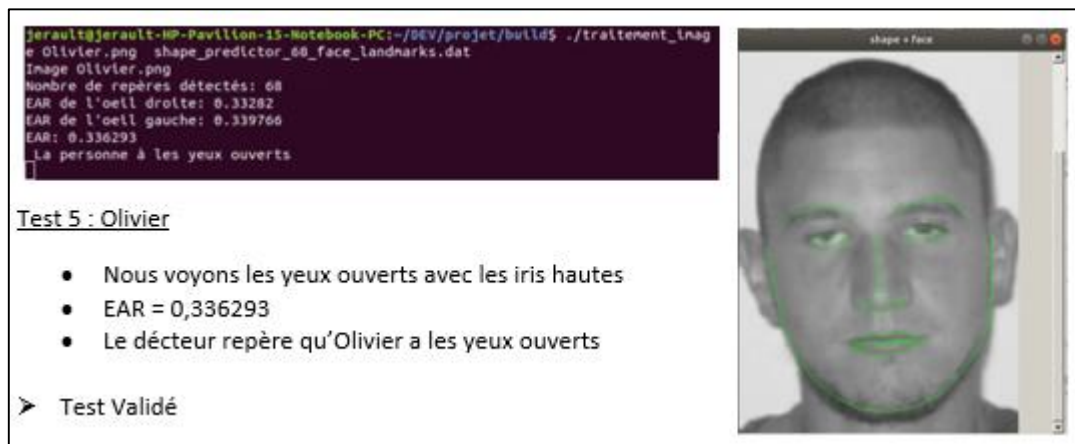 jerault@jerault-HP-Pavilion-15-Notebook-PC:~/DEV/projet/build$ ./traitement_imag
e Olivier.png shape_predictor_68_face_landmarks.dat
Image Olivier.png
Nombre de repères détectés: 68
EAR de l'oeil droite: 0.33282
EAR de l'oeil gauche: 0.339766
EAR: 0.336293
La personne à les yeux ouverts
shape + face
Test 5 : Olivier
● Nous voyons les yeux ouverts avec les iris hautes
● EAR = 0,336293
● Le décteur repère qu'Olivier a les yeux ouverts
➢ Test Validé